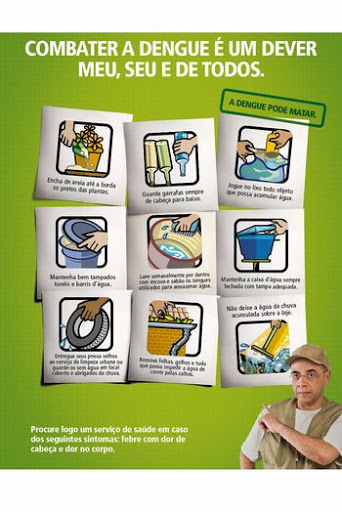 COMBATER A DENGUE É UM DEVER
MEU, SEU E DE TODOS.
A DENGUE PODE MATAR.
Encha de areia até a borda
os pratos das plantas.
Guarde garrafas sempre
de cabeça para baixo.
Jogue no lixo todo objeto
que possa acumular água.
Mantenha bem tampados
tonéis e barris d'água.
Lave semanalmente por dentro
com escova e sabão os tanques
utilizados para armazenar água.
Mantenha a caixa d'água sempre
fechada com tampa adequada.
Entregue seus pneus velhos
ao serviço de limpeza urbana ou
guarde-os sem água em local
coberto e abrigados da chuva.
Remova folhas, galhos e tudo
que possa impedir a água de
correr pelas calhas.
Não deixe a água da chuva
acumulada sobre a laje.
Procure logo um serviço de saúde em caso
dos seguintes sintomas: febre com dor de
cabeça e dor no corpo.